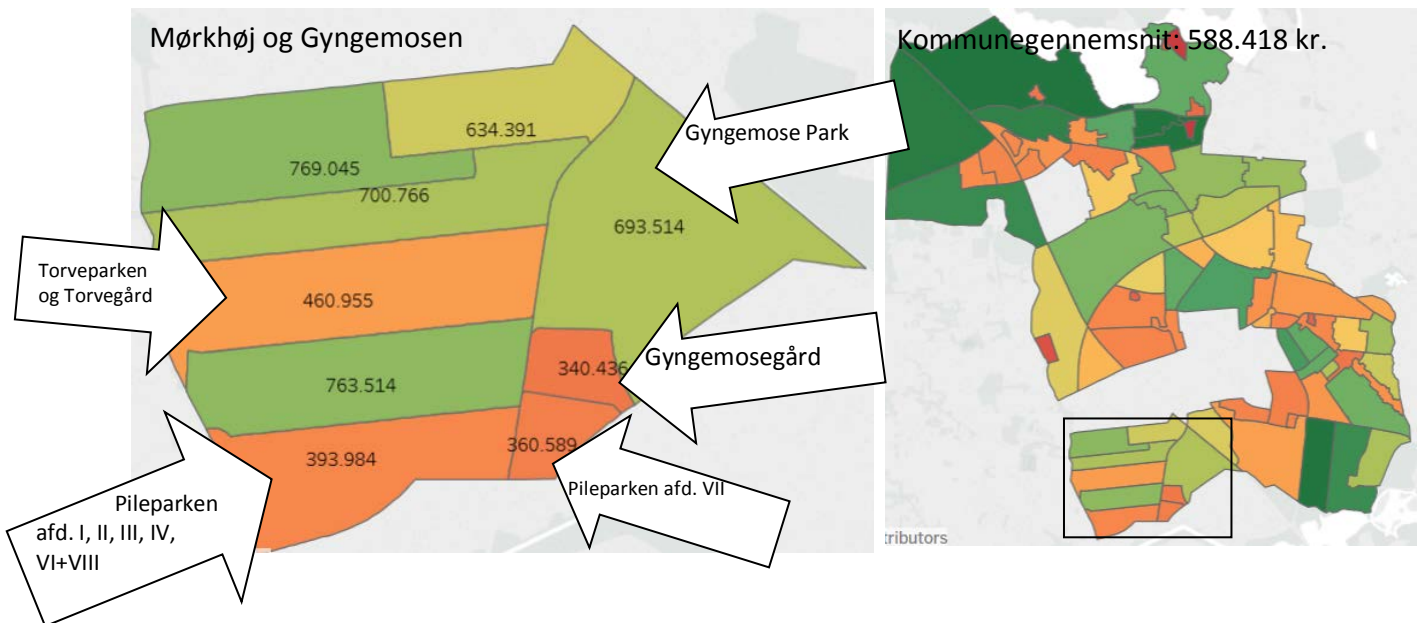 Mørkhøj og Gyngemosen
Kommunegennemsnit: 588.418 kr.
634.391
Gyngemose Park
769.045
700.766
693.514
Torveparken
og Torvegård
460.955
Gyngemosegård
340.436
763.514
360.589
393.984
Pileparken afd. VII
Pileparken
afd. I, II, III, IV,
VI+VIII
tributors